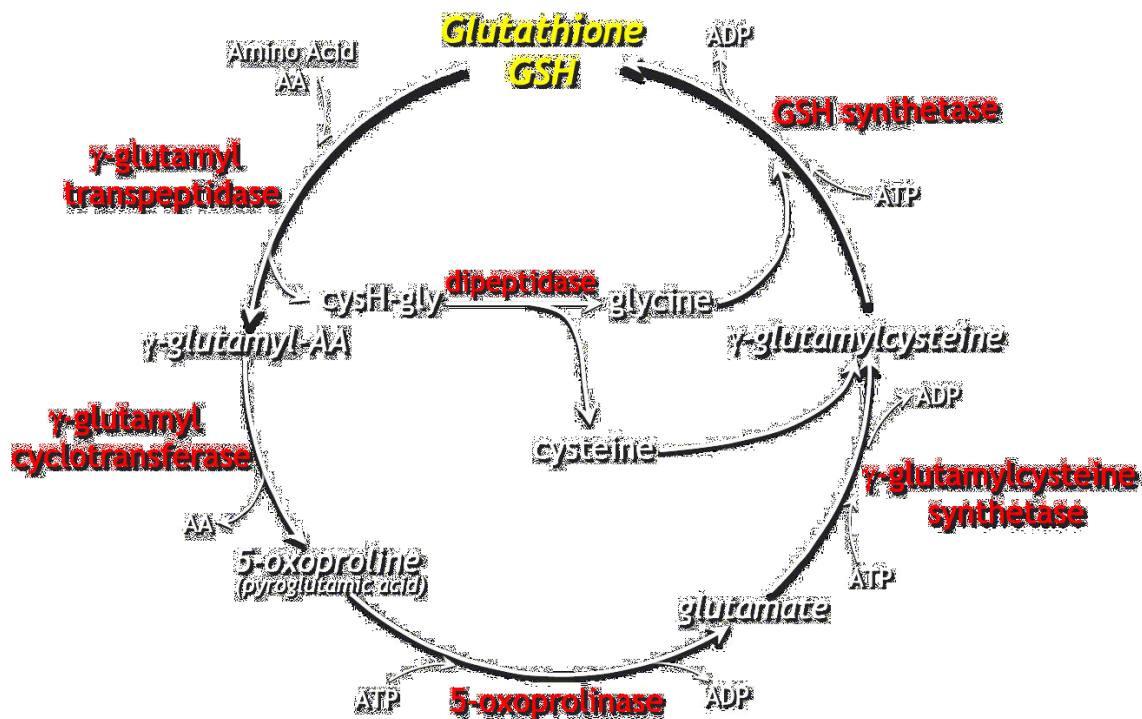 Glutathione
GSH
Amino Acid
AA
ADP
GSH synthetase
γ-glutamyl
transpeptidase
ATP
dipeptidase
cysH-gly
glycine
γ-glutamyl-AA
γ-glutamylcysteine
ADP
γ-glutamyl
cyclotransferase
cysteine
γ-glutamylcysteine
synthetase
AA
5-oxoproline
(pyroglutamic acid)
ATP
glutamate
ATP
5-oxoprolinase
ADP